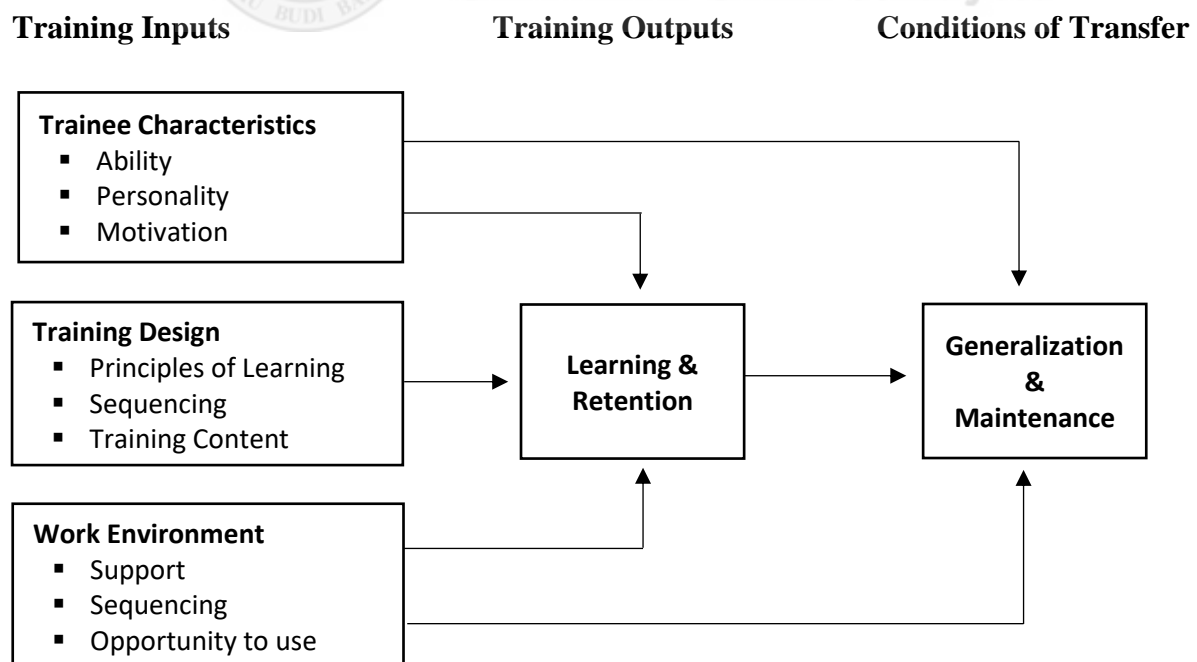 BUDI
Training Inputs Training Outputs Conditions of Transfer
Trainee Characteristics
▪ Ability
▪ Personality
▪ Motivation
Training Design
▪ Principles of Learning
▪ Sequencing
▪ Training Content
Learning &
Retention
Generalization
&
Maintenance
Work Environment
▪ Support
▪ Sequencing
▪ Opportunity to use